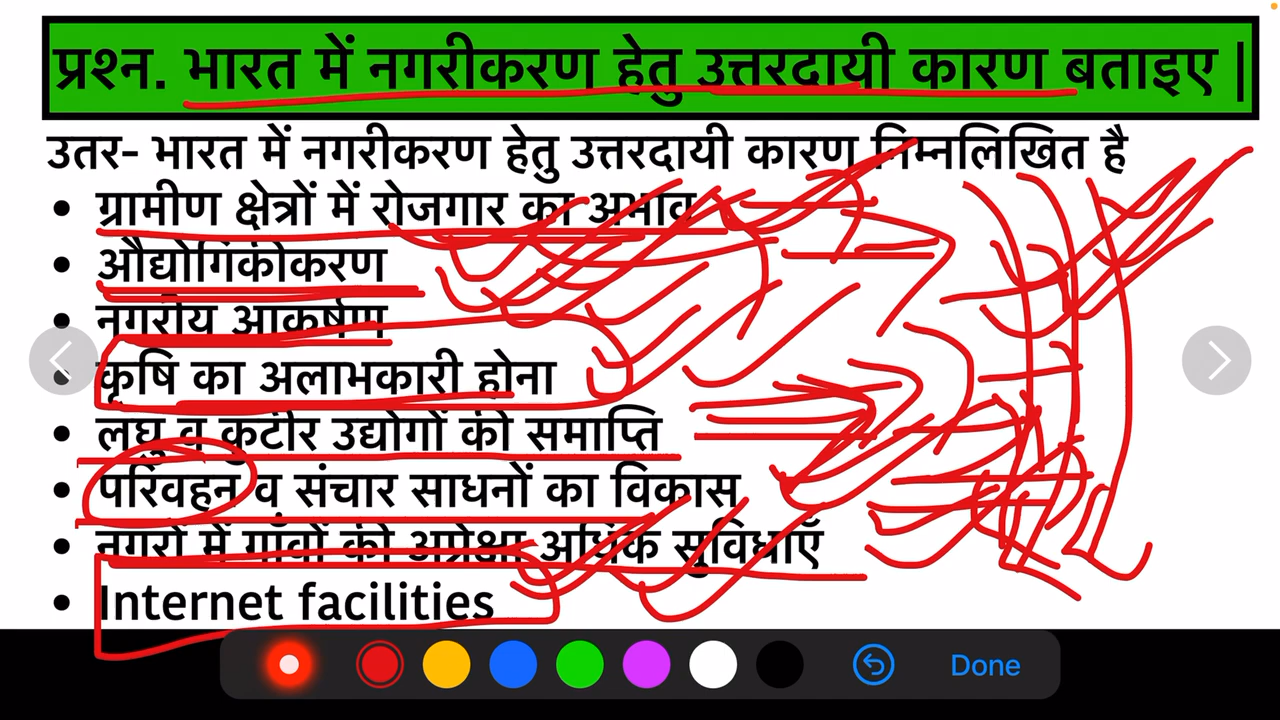 प्रश्न. भारत में नगरीकरण हेतु उत्तरदायी कारण बताइए |
उतर- भारत में नगरीकरण हेतु उत्तरदायी कारण निम्नलिखित है
• ग्रामीण क्षेत्रों में रोजगार का अभाव
• औद्योगिकीकरण
• नगरीय आकर्षण
• कृषि का अलाभकारी होना
• लघु व कुटीर उद्योगों की समाप्ति
• परिवहन व संचार साधनों का विकास
• नगरों में गांवों की अपेक्षा अधिक सुविधाएँ
• Internet facilities
Done